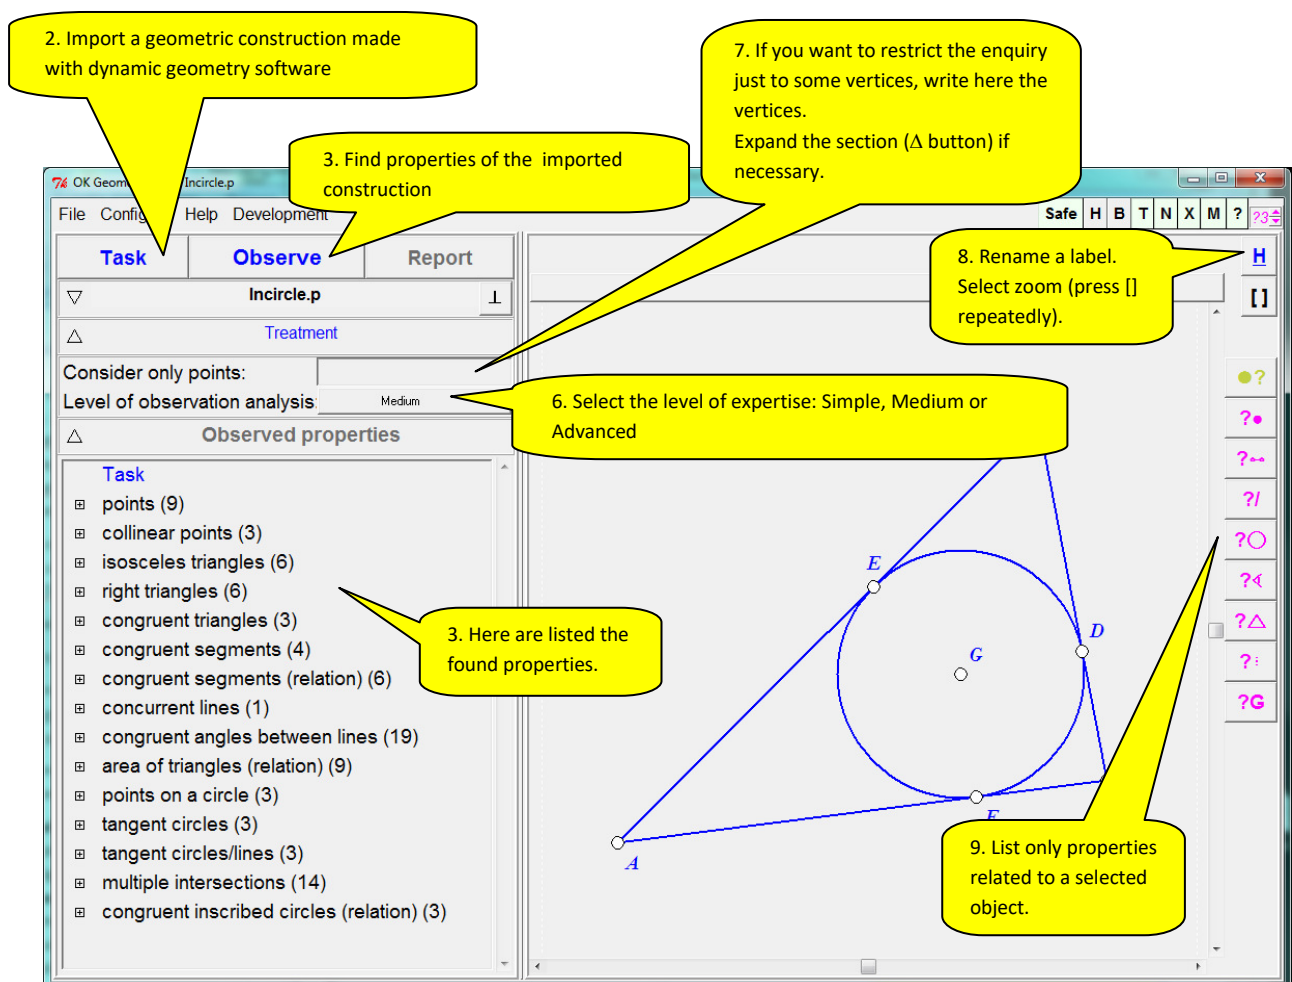 2. Import a geometric construction made
with dynamic geometry software
7. If you want to restrict the enquiry
just to some vertices, write here the
vertices.
Expand the section (Δ button) if
necessary.
3. Find properties of the imported
construction
OK Geom Incircle.p
File Config Help Development
Safe H B T N X M ? ?3
Task Observe Report
8. Rename a label.
Select zoom (press []
repeatedly).
H
▽ Incircle.p ⊥
[ ]
△ Treatment
Consider only points:
Level of observation analysis: Medium
6. Select the level of expertise: Simple, Medium or
Advanced
△ Observed properties
●?
?●
?/
?○
?∢
?△
?⁝
?G
Task
points (9)
collinear points (3)
isosceles triangles (6)
right triangles (6)
congruent triangles (3)
congruent segments (4)
congruent segments (relation) (6)
concurrent lines (1)
congruent angles between lines (19)
area of triangles (relation) (9)
points on a circle (3)
tangent circles (3)
tangent circles/lines (3)
multiple intersections (14)
congruent inscribed circles (relation) (3)
3. Here are listed the
found properties.
E
D
G
A
9. List only properties
related to a selected
object.